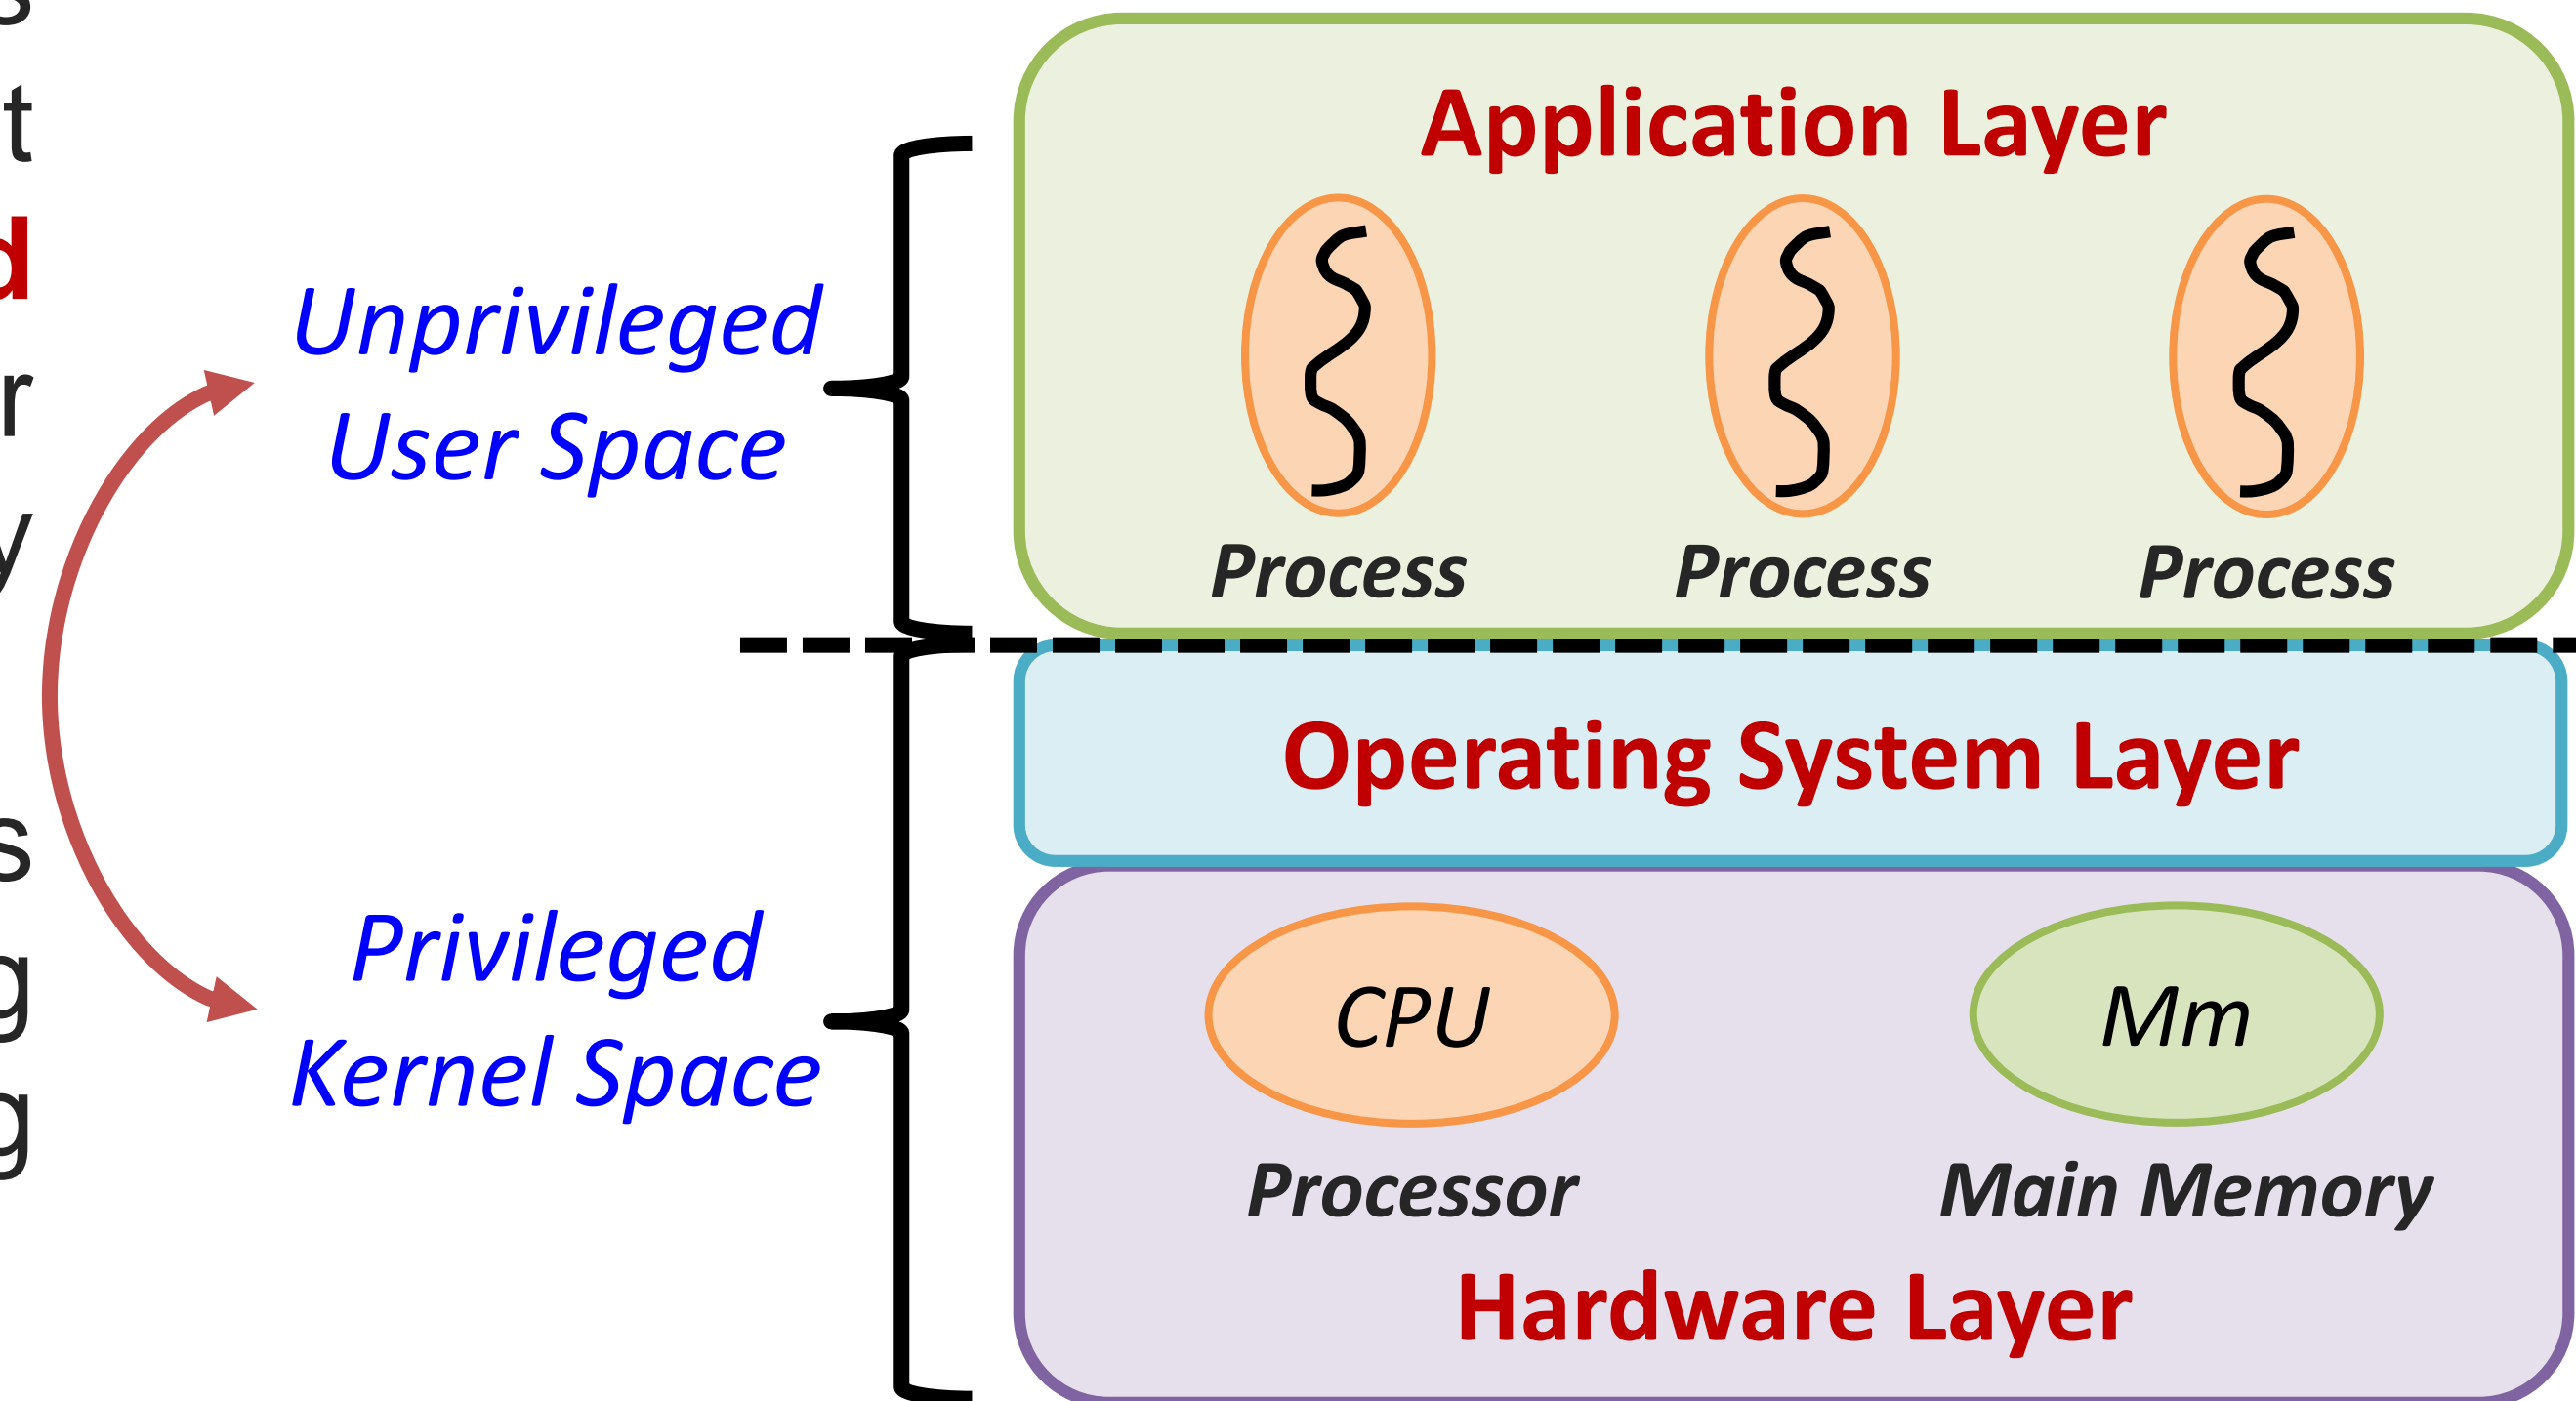 Application Layer
Unprivileged
User Space
Process Process Process
Operating System Layer
Privileged
Kernel Space
CPU Mm
Processor Main Memory
Hardware Layer